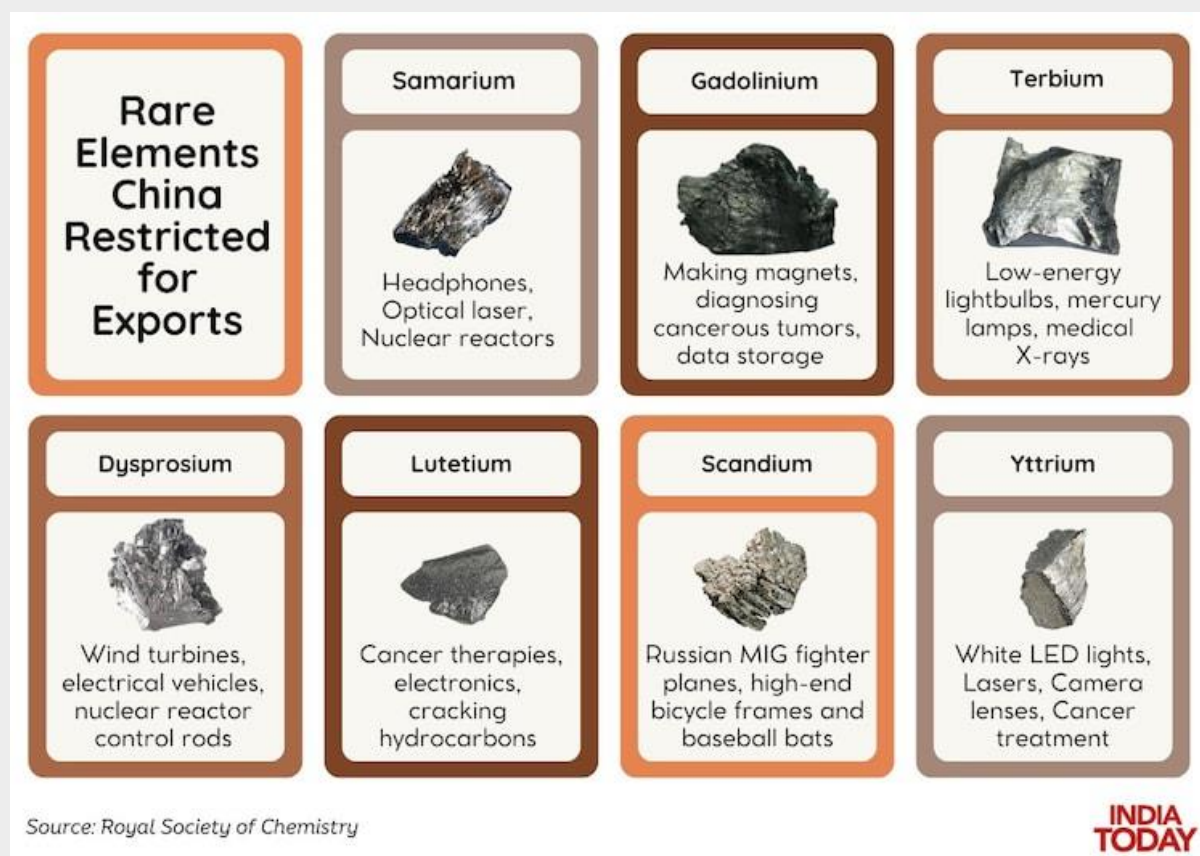 Rare
Elements
China
Restricted
for
Exports
Samarium
Headphones,
Optical laser,
Nuclear reactors
Gadolinium
Making magnets,
diagnosing
cancerous tumors,
data storage
Terbium
Low-energy
lightbulbs, mercury
lamps, medical
X-rays
Dysprosium
Wind turbines,
electrical vehicles,
nuclear reactor
control rods
Lutetium
Cancer therapies,
electronics,
cracking
hydrocarbons
Scandium
Russian MIG fighter
planes, high-end
bicycle frames and
baseball bats
Yttrium
White LED lights,
Lasers, Camera
lenses, Cancer
treatment
Source: Royal Society of Chemistry
INDIA
TODAY